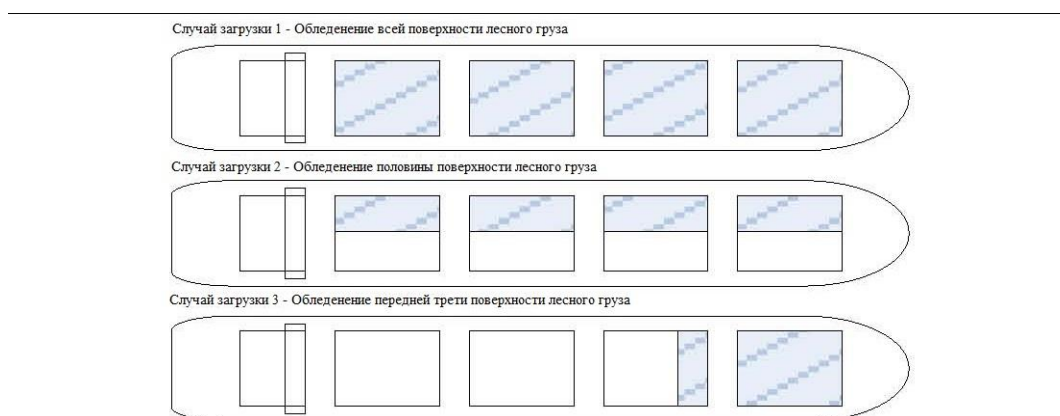 Случай загрузки 1 - Обледенение всей поверхности лесного груза
Случай загрузки 2 - Обледенение половины поверхности лесного груза
Случай загрузки 3 - Обледенение передней трети поверхности лесного груза